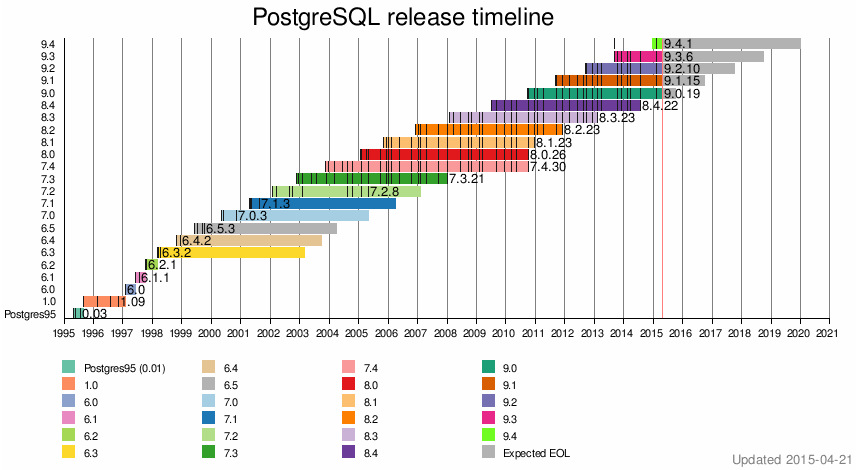 PostgreSQL release timeline
9.4 9.4.1
9.3 9.3.6
9.2 9.2.10
9.1 9.1.15
9.0 9.0.19
8.4 8.4.22
8.3 8.3.23
8.2 8.2.23
8.1 8.1.23
8.0 8.0.26
7.4 7.4.30
7.3 7.3.21
7.2 7.2.8
7.1 7.1.3
7.0 7.0.3
6.5 6.5.3
6.4 6.4.2
6.3 6.3.2
6.2 6.2.1
6.1 6.1.1
6.0 6.0
1.0 1.09
Postgres95 0.03
1995 1996 1997 1998 1999 2000 2001 2002 2003 2004 2005 2006 2007 2008 2009 2010 2011 2012 2013 2014 2015 2016 2017 2018 2019 2020 2021
Postgres95 (0.01) 6.4 7.4 9.0
1.0 6.5 8.0 9.1
6.0 7.0 8.1 9.2
6.1 7.1 8.2 9.3
6.2 7.2 8.3 9.4
6.3 7.3 8.4 Expected EOL
Updated 2015-04-21